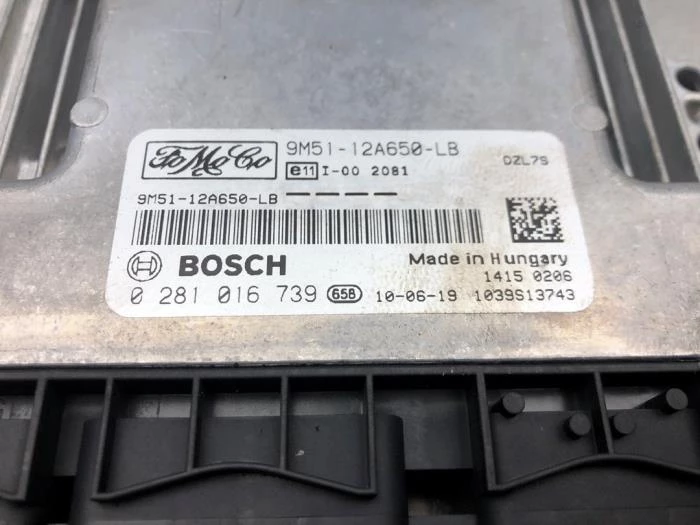 FoMoCo 9M51-12A650-LB DZL7S
e11 I-00 2081
9M51-12A650-LB ————
BOSCH Made in Hungary
1415 0206
0 281 016 739 65B 10-06-19 1039S13743